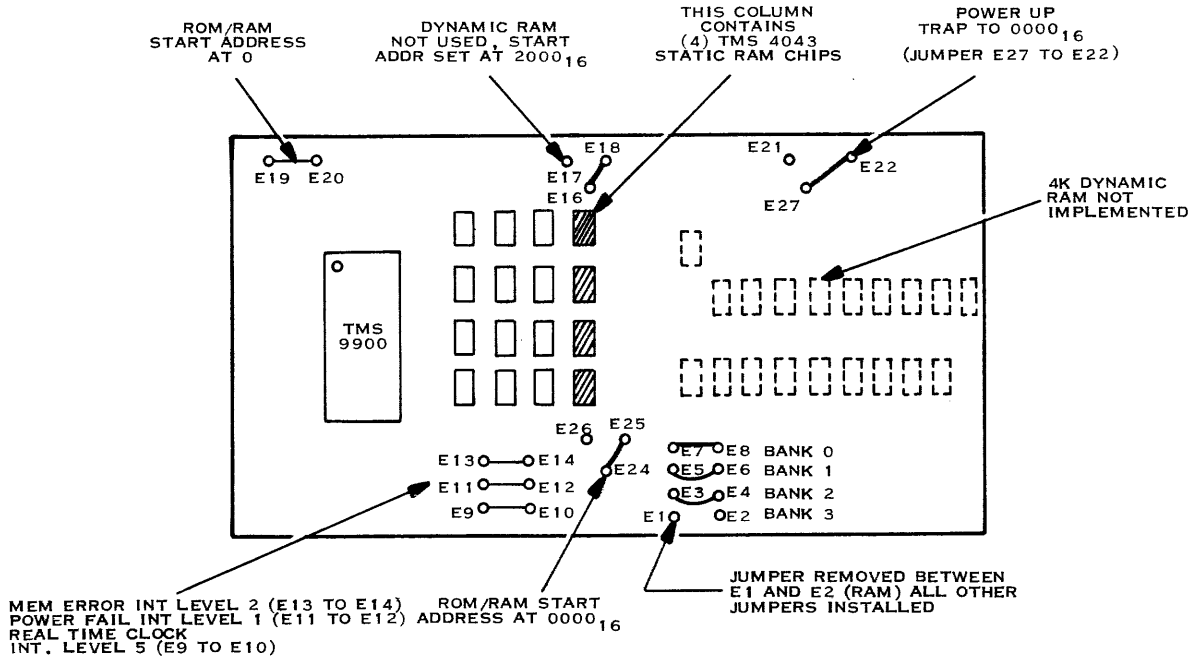 ROM/RAM
START ADDRESS
AT 0
DYNAMIC RAM
NOT USED, START
ADDR SET AT 2000₁₆
THIS COLUMN
CONTAINS
(4) TMS 4043
STATIC RAM CHIPS
POWER UP
TRAP TO 0000₁₆
(JUMPER E27 TO E22)
E19 E20
E17
E18
E16
E21
E22
E27
4K DYNAMIC
RAM NOT
IMPLEMENTED
TMS
9900
E26 E25
E24
E13 E14
E11 E12
E9 E10
E7 E8 BANK 0
E5 E6 BANK 1
E3 E4 BANK 2
E1 E2 BANK 3
MEM ERROR INT LEVEL 2 (E13 TO E14)
POWER FAIL INT LEVEL 1 (E11 TO E12)
REAL TIME CLOCK
INT. LEVEL 5 (E9 TO E10)
ROM/RAM START
ADDRESS AT 0000₁₆
JUMPER REMOVED BETWEEN
E1 AND E2 (RAM) ALL OTHER
JUMPERS INSTALLED